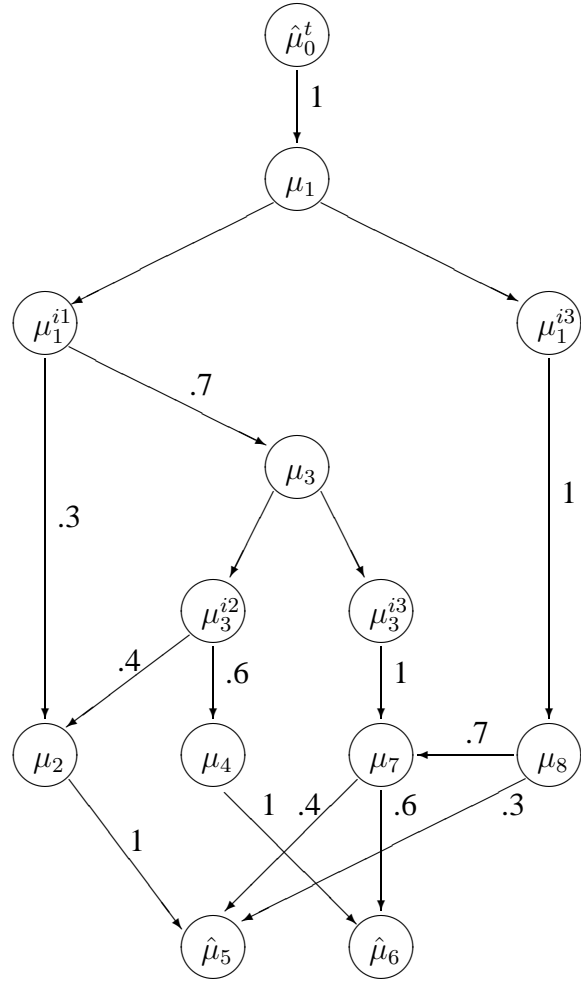 μ̂₀ᵗ
1
μ₁
μ₁ⁱ¹ μ₁ⁱ³
.7
μ₃
.3 1
μ₃ⁱ² μ₃ⁱ³
.4 .6 1
μ₂ μ₄ μ₇ .7 μ₈
1 1 .4 .6 .3
μ̂₅ μ̂₆